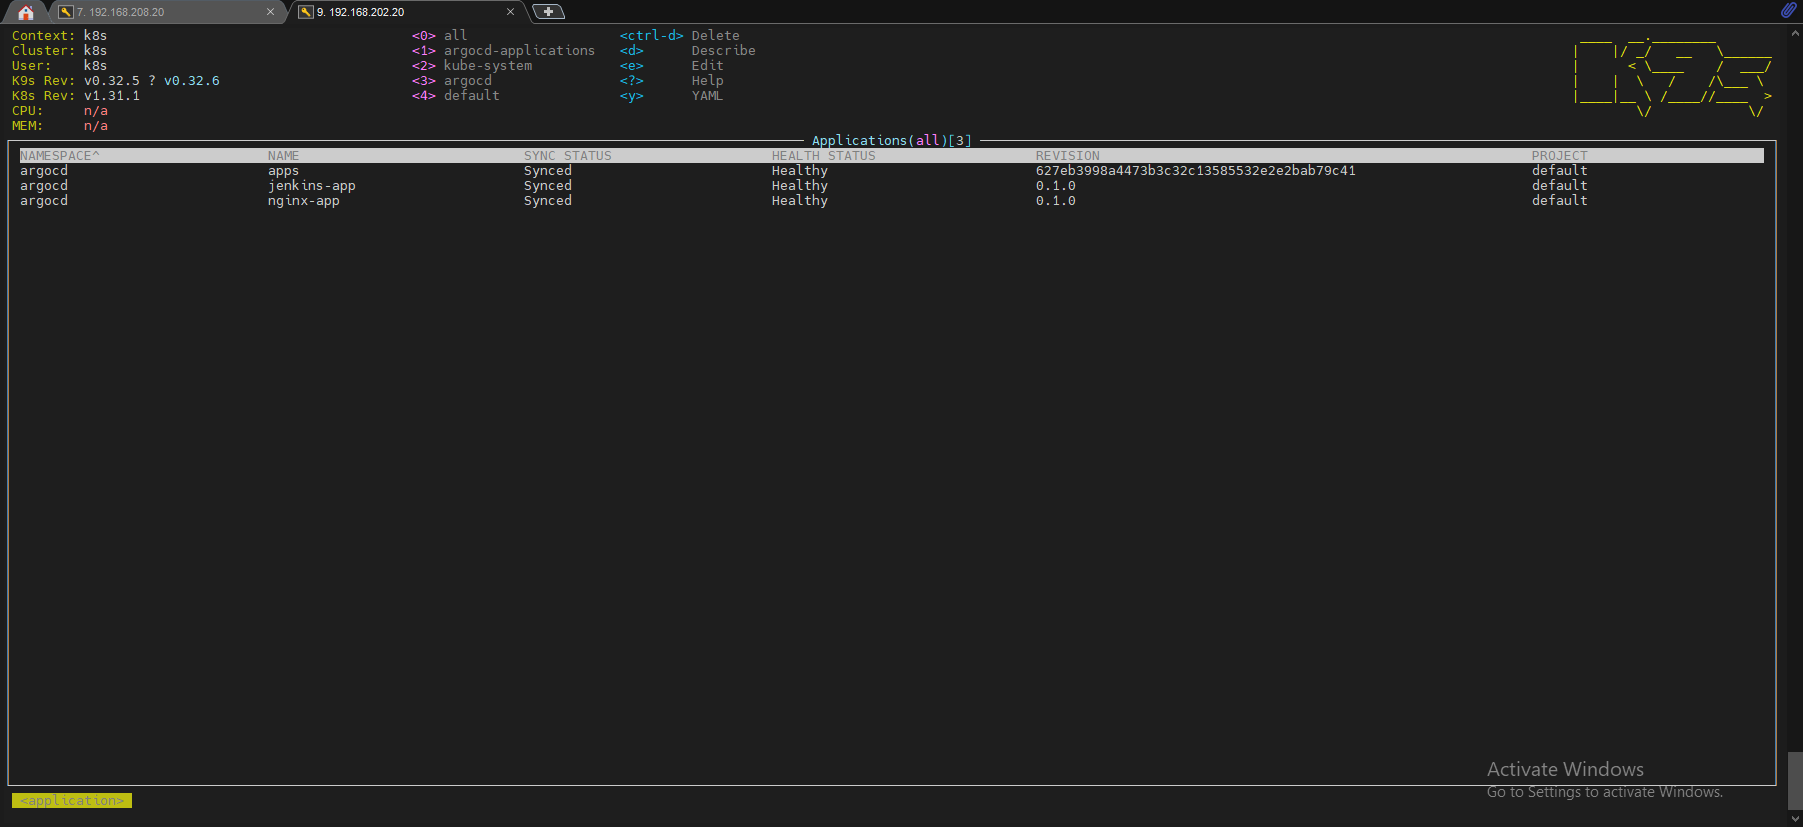 7. 192.168.208.20
9. 192.168.202.20
Context: k8s <0> all <ctrl-d> Delete
Cluster: k8s <1> argocd-applications <d> Describe
User: k8s <2> kube-system <e> Edit
K9s Rev: v0.32.5 ? v0.32.6 <3> argocd <?> Help
K8s Rev: v1.31.1 <4> default <y> YAML
CPU: n/a
MEM: n/a
Applications(all)[3]
NAMESPACE^ NAME SYNC STATUS HEALTH STATUS REVISION PROJECT
argocd apps Synced Healthy 627eb3998a4473b3c32c13585532e2e2bab79c41 default
argocd jenkins-app Synced Healthy 0.1.0 default
argocd nginx-app Synced Healthy 0.1.0 default
Activate Windows
Go to Settings to activate Windows.
<application>